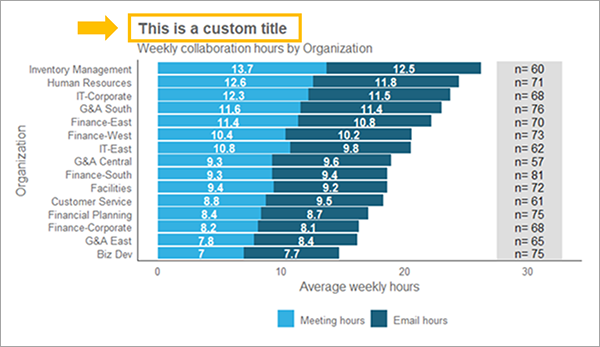 This is a custom title
Weekly collaboration hours by Organization
Organization
Inventory Management 13.7 12.5 n= 60
Human Resources 12.6 11.8 n= 71
IT-Corporate 12.3 11.5 n= 68
G&A South 11.6 11.4 n= 76
Finance-East 11.4 10.8 n= 70
Finance-West 10.4 10.2 n= 73
IT-East 10.8 9.8 n= 62
G&A Central 9.3 9.6 n= 57
Finance-South 9.3 9.4 n= 81
Facilities 9.4 9.2 n= 72
Customer Service 8.8 9.5 n= 61
Financial Planning 8.4 8.7 n= 75
Finance-Corporate 8.2 8.1 n= 68
G&A East 7.8 8.4 n= 65
Biz Dev 7 7.7 n= 75
0 10 20 30
Average weekly hours
Meeting hours Email hours